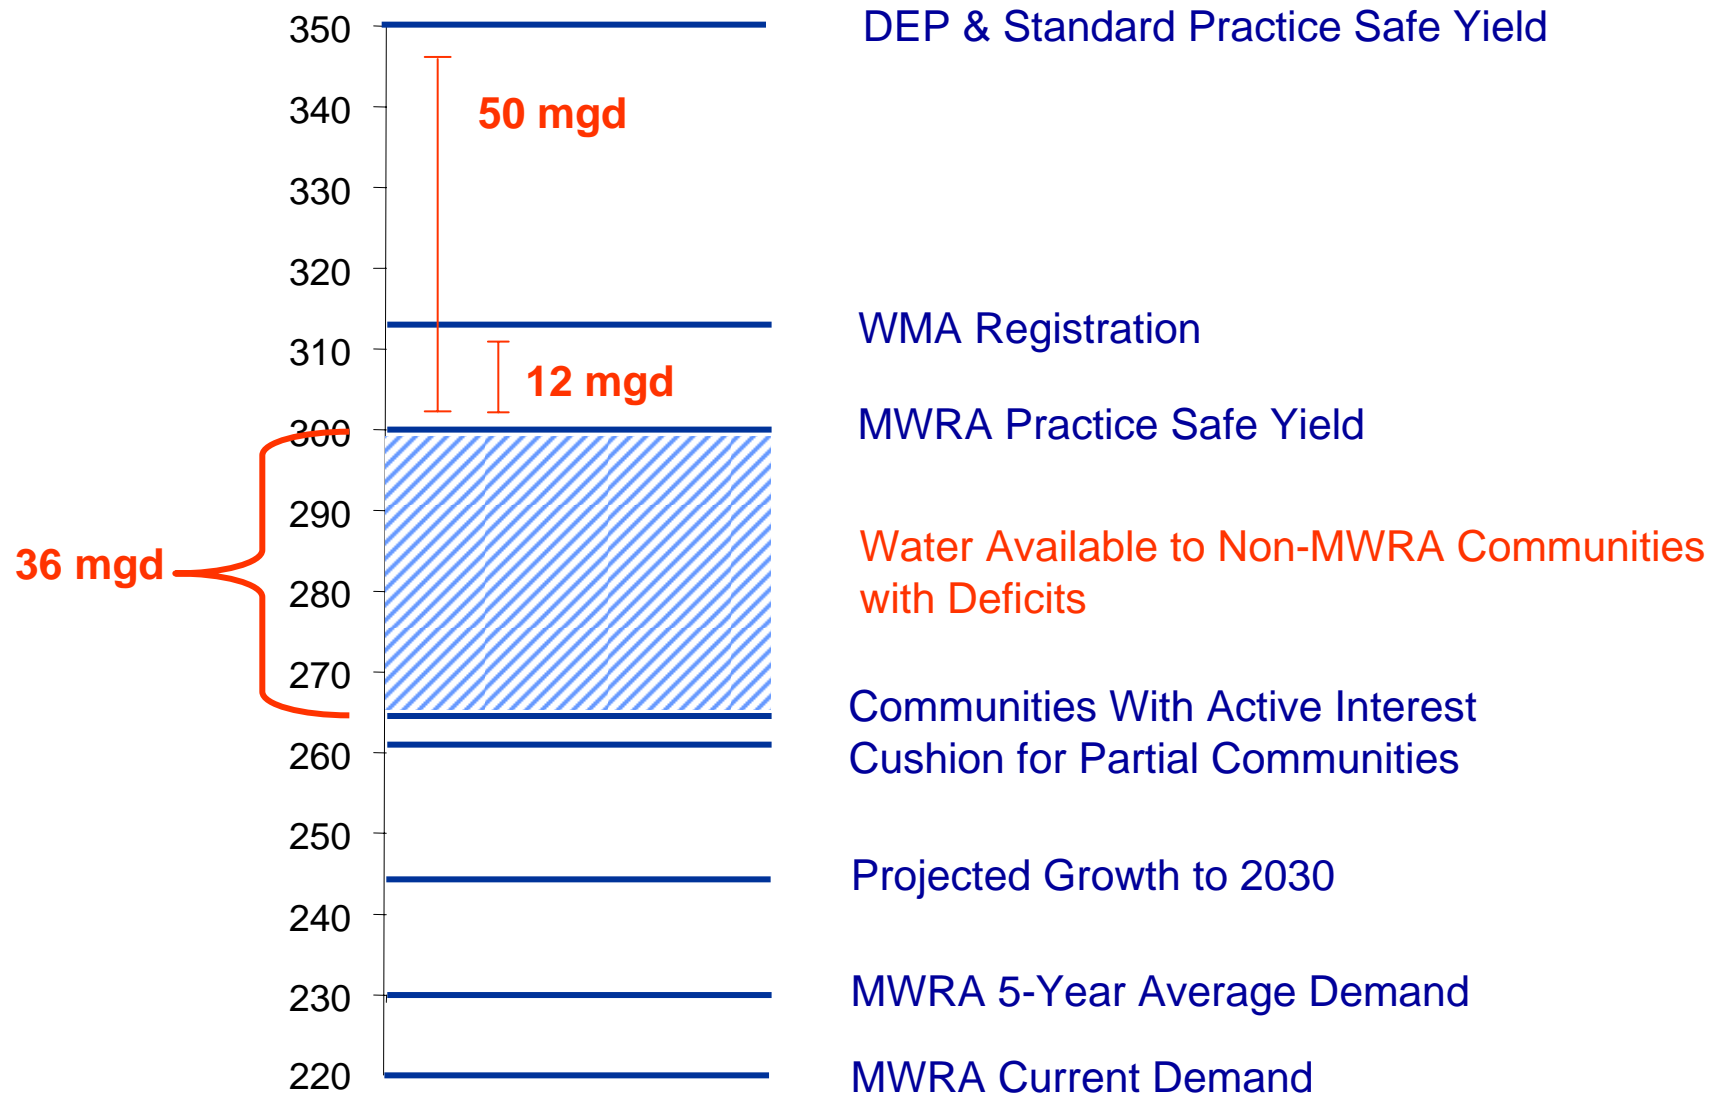 350 DEP & Standard Practice Safe Yield
340 50 mgd
330
320
WMA Registration
310
12 mgd
300 MWRA Practice Safe Yield
290
Water Available to Non-MWRA Communities
36 mgd
280 with Deficits
270
Communities With Active Interest
260 Cushion for Partial Communities
250
Projected Growth to 2030
240
230 MWRA 5-Year Average Demand
220 MWRA Current Demand